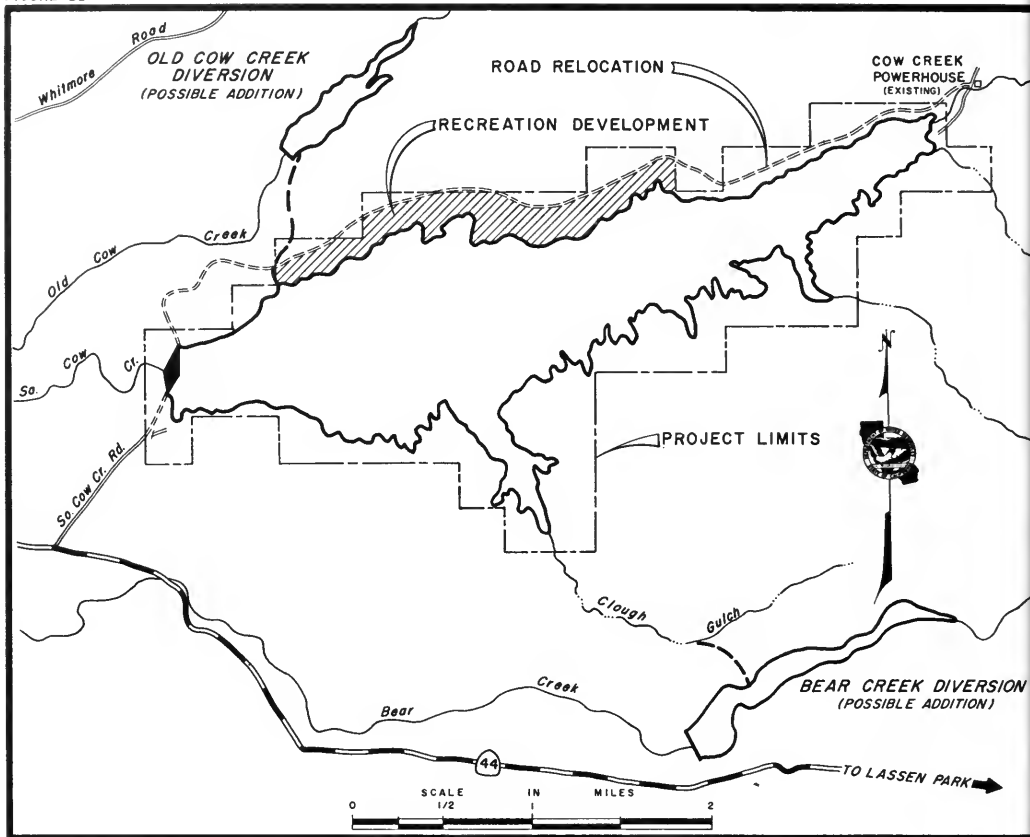 Whitmore Road
OLD COW CREEK
DIVERSION
(POSSIBLE ADDITION)
ROAD RELOCATION
COW CREEK
POWERHOUSE
(EXISTING)
RECREATION DEVELOPMENT
Old Cow Creek
So. Cow Cr.
N
PROJECT LIMITS
So. Cow Cr. Rd.
Clough Gulch
BEAR CREEK DIVERSION
(POSSIBLE ADDITION)
Bear Creek
44
TO LASSEN PARK
SCALE IN MILES
0 1/2 1 2